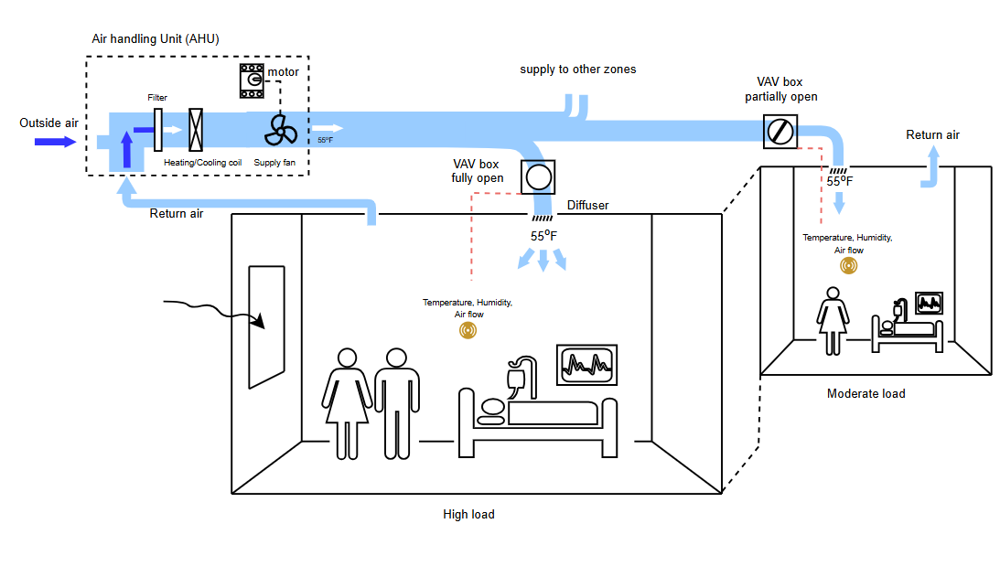 Air handling Unit (AHU)
motor
supply to other zones
VAV box
partially open
Filter
Outside air
55°F
Return air
Heating/Cooling coil
Supply fan
VAV box
fully open
55°F
Return air
Diffuser
55°F
Temperature, Humidity,
Air flow
Temperature, Humidity,
Air flow
Moderate load
High load